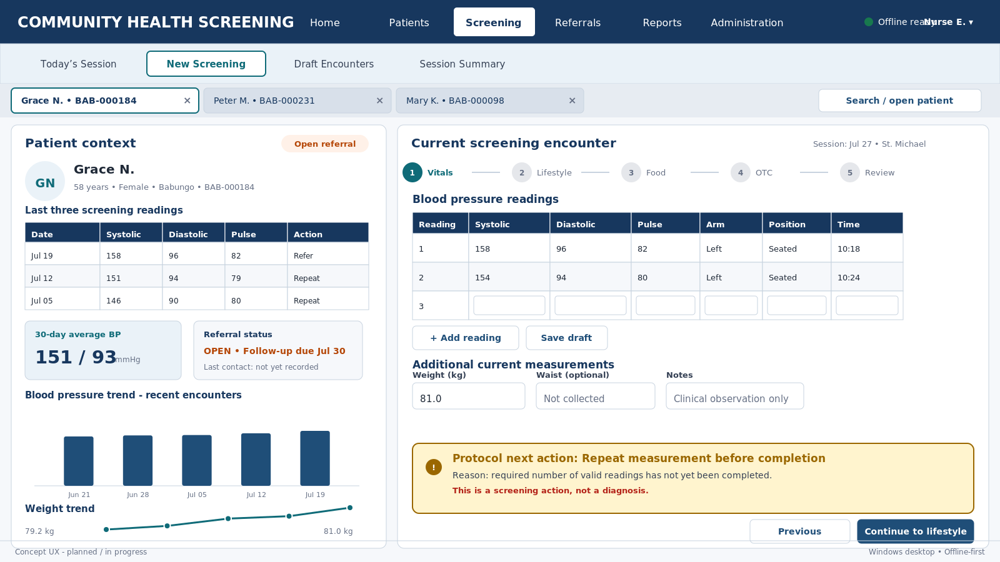 COMMUNITY HEALTH SCREENING Home Patients Screening Referrals Reports Administration Offline ready Nurse E. ▾
Today’s Session New Screening Draft Encounters Session Summary
Grace N. • BAB-000184 × Peter M. • BAB-000231 × Mary K. • BAB-000098 × Search / open patient
Patient context Open referral
GN
Grace N.
58 years • Female • Babungo • BAB-000184
Last three screening readings
Date Systolic Diastolic Pulse Action
Jul 19 158 96 82 Refer
Jul 12 151 94 79 Repeat
Jul 05 146 90 80 Repeat
30-day average BP
151 / 93 mmHg
Referral status
OPEN • Follow-up due Jul 30
Last contact: not yet recorded
Blood pressure trend - recent encounters
Jun 21 Jun 28 Jul 05 Jul 12 Jul 19
Weight trend
79.2 kg 81.0 kg
Current screening encounter Session: Jul 27 • St. Michael
1 Vitals 2 Lifestyle 3 Food 4 OTC 5 Review
Blood pressure readings
Reading Systolic Diastolic Pulse Arm Position Time
1 158 96 82 Left Seated 10:18
2 154 94 80 Left Seated 10:24
3
+ Add reading Save draft
Additional current measurements
Weight (kg) Waist (optional) Notes
81.0 Not collected Clinical observation only
! Protocol next action: Repeat measurement before completion
Reason: required number of valid readings has not yet been completed.
This is a screening action, not a diagnosis.
Previous Continue to lifestyle
Concept UX - planned / in progress Windows desktop • Offline-first